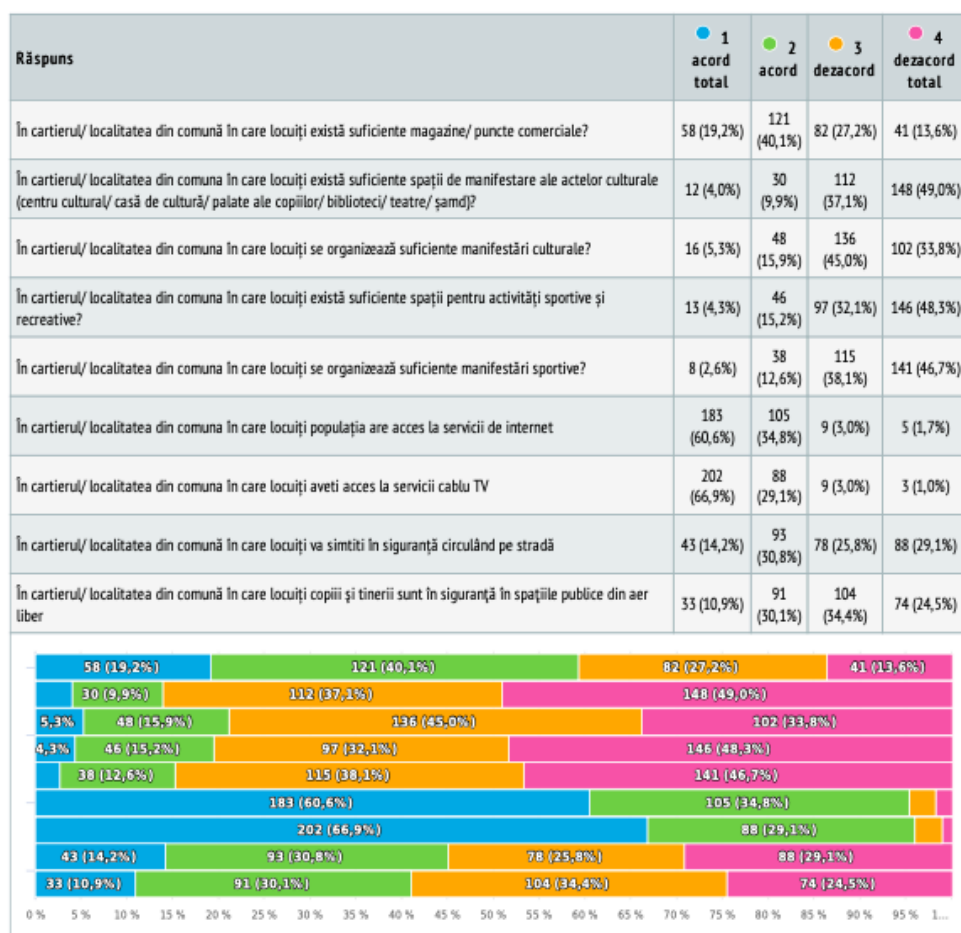 Răspuns
1
acord
total
2
acord
3
dezacord
4
dezacord
total
În cartierul/ localitatea din comună în care locuiți există suficiente magazine/ puncte comerciale?
58 (19,2%)
121
(40,1%)
82 (27,2%)
41 (13,6%)
În cartierul/ localitatea din comuna în care locuiți există suficiente spații de manifestare ale actelor culturale
(centru cultural/ casă de cultură/ palate ale copiilor/ biblioteci/ teatre/ șamd)?
12 (4,0%)
30
(9,9%)
112
(37,1%)
148 (49,0%)
În cartierul/ localitatea din comuna în care locuiți se organizează suficiente manifestări culturale?
16 (5,3%)
48
(15,9%)
136
(45,0%)
102 (33,8%)
În cartierul/ localitatea din comuna în care locuiți există suficiente spații pentru activități sportive și
recreative?
13 (4,3%)
46
(15,2%)
97 (32,1%)
146 (48,3%)
În cartierul/ localitatea din comuna în care locuiți se organizează suficiente manifestări sportive?
8 (2,6%)
38
(12,6%)
115
(38,1%)
141 (46,7%)
În cartierul/ localitatea din comuna în care locuiți populația are acces la servicii de internet
183
(60,6%)
105
(34,8%)
9 (3,0%)
5 (1,7%)
În cartierul/ localitatea din comuna în care locuiți aveti acces la servicii cablu TV
202
(66,9%)
88
(29,1%)
9 (3,0%)
3 (1,0%)
În cartierul/ localitatea din comună în care locuiți va simtiti în siguranță circulând pe stradă
43 (14,2%)
93
(30,8%)
78 (25,8%)
88 (29,1%)
În cartierul/ localitatea din comună în care locuiți copiii și tinerii sunt în siguranță în spațiile publice din aer
liber
33 (10,9%)
91
(30,1%)
104
(34,4%)
74 (24,5%)
58 (19,2%) 121 (40,1%) 82 (27,2%) 41 (13,6%)
30 (9,9%) 112 (37,1%) 148 (49,0%)
5,3% 48 (15,9%) 136 (45,0%) 102 (33,8%)
4,3% 46 (15,2%) 97 (32,1%) 146 (48,3%)
38 (12,6%) 115 (38,1%) 141 (46,7%)
183 (60,6%) 105 (34,8%)
202 (66,9%) 88 (29,1%)
43 (14,2%) 93 (30,8%) 78 (25,8%) 88 (29,1%)
33 (10,9%) 91 (30,1%) 104 (34,4%) 74 (24,5%)
0 % 5 % 10 % 15 % 20 % 25 % 30 % 35 % 40 % 45 % 50 % 55 % 60 % 65 % 70 % 75 % 80 % 85 % 90 % 95 % 1...